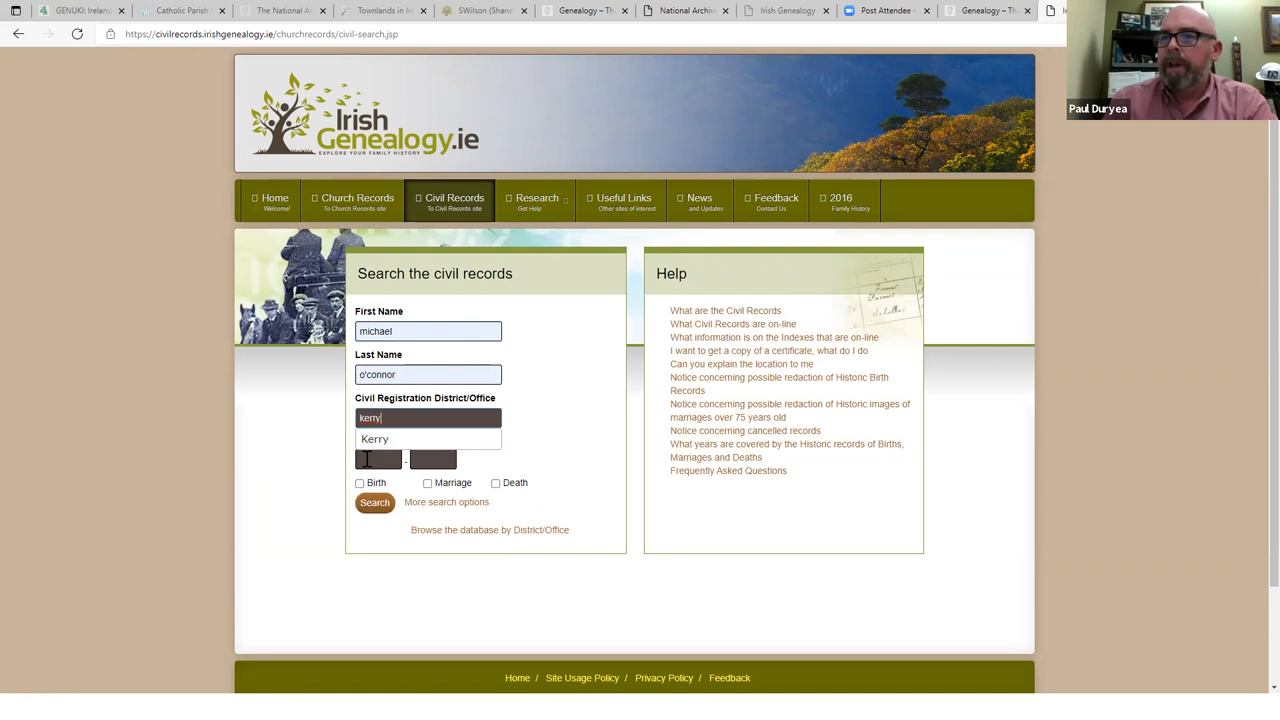 GENUKI: Ireland
Catholic Parish
The National A
Townlands in Ir
SWilson (Shane
Genealogy – Th
National Archiv
Irish Genealogy
Post Attendee -
Genealogy – Th
https://civilrecords.irishgenealogy.ie/churchrecords/civil-search.jsp
Paul Duryea
Irish
Genealogy.ie
EXPLORE YOUR FAMILY HISTORY
Home
Welcome!
Church Records
To Church Records site
Civil Records
To Civil Records site
Research
Get Help
Useful Links
Other sites of interest
News
and Updates
Feedback
Contact Us
2016
Family History
Search the civil records
First Name
michael
Last Name
o'connor
Civil Registration District/Office
kerry
Kerry
-
Birth
Marriage
Death
Search
More search options
Browse the database by District/Office
Help
What are the Civil Records
What Civil Records are on-line
What information is on the Indexes that are on-line
I want to get a copy of a certificate, what do I do
Can you explain the location to me
Notice concerning possible redaction of Historic Birth
Records
Notice concerning possible redaction of Historic images of
marriages over 75 years old
Notice concerning cancelled records
What years are covered by the Historic records of Births,
Marriages and Deaths
Frequently Asked Questions
Home / Site Usage Policy / Privacy Policy / Feedback